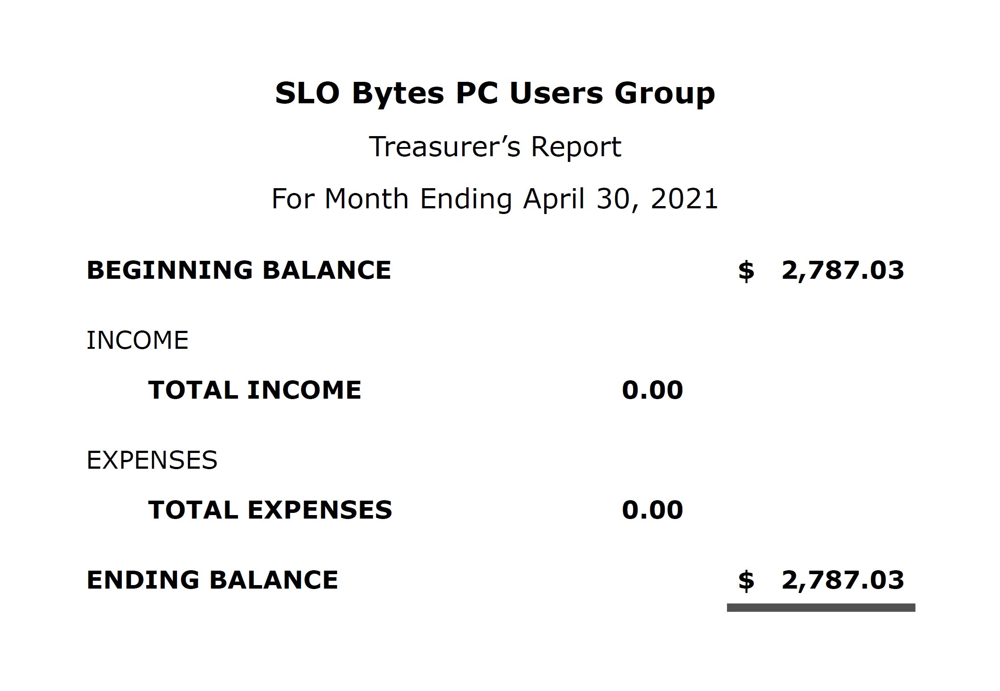 SLO Bytes PC Users Group
Treasurer’s Report
For Month Ending April 30, 2021
BEGINNING BALANCE $ 2,787.03
INCOME
TOTAL INCOME 0.00
EXPENSES
TOTAL EXPENSES 0.00
ENDING BALANCE $ 2,787.03